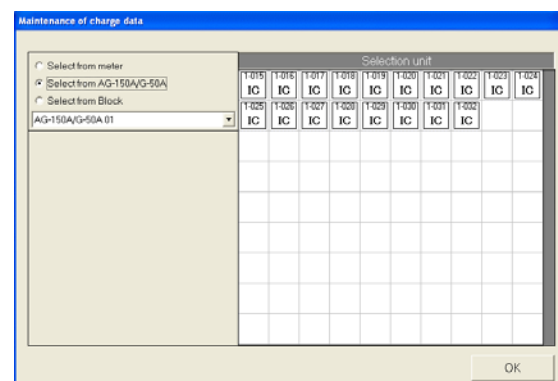 Maintenance of charge data
Select from meter
Select from AG-150A/G-50A
Select from Block
AG-150A/G-50A 01
Selection unit
1-015 1-016 1-017 1-018 1-019 1-020 1-021 1-022 1-023 1-024
IC IC IC IC IC IC IC IC IC IC
1-025 1-026 1-027 1-028 1-029 1-030 1-031 1-032
IC IC IC IC IC IC IC IC
OK